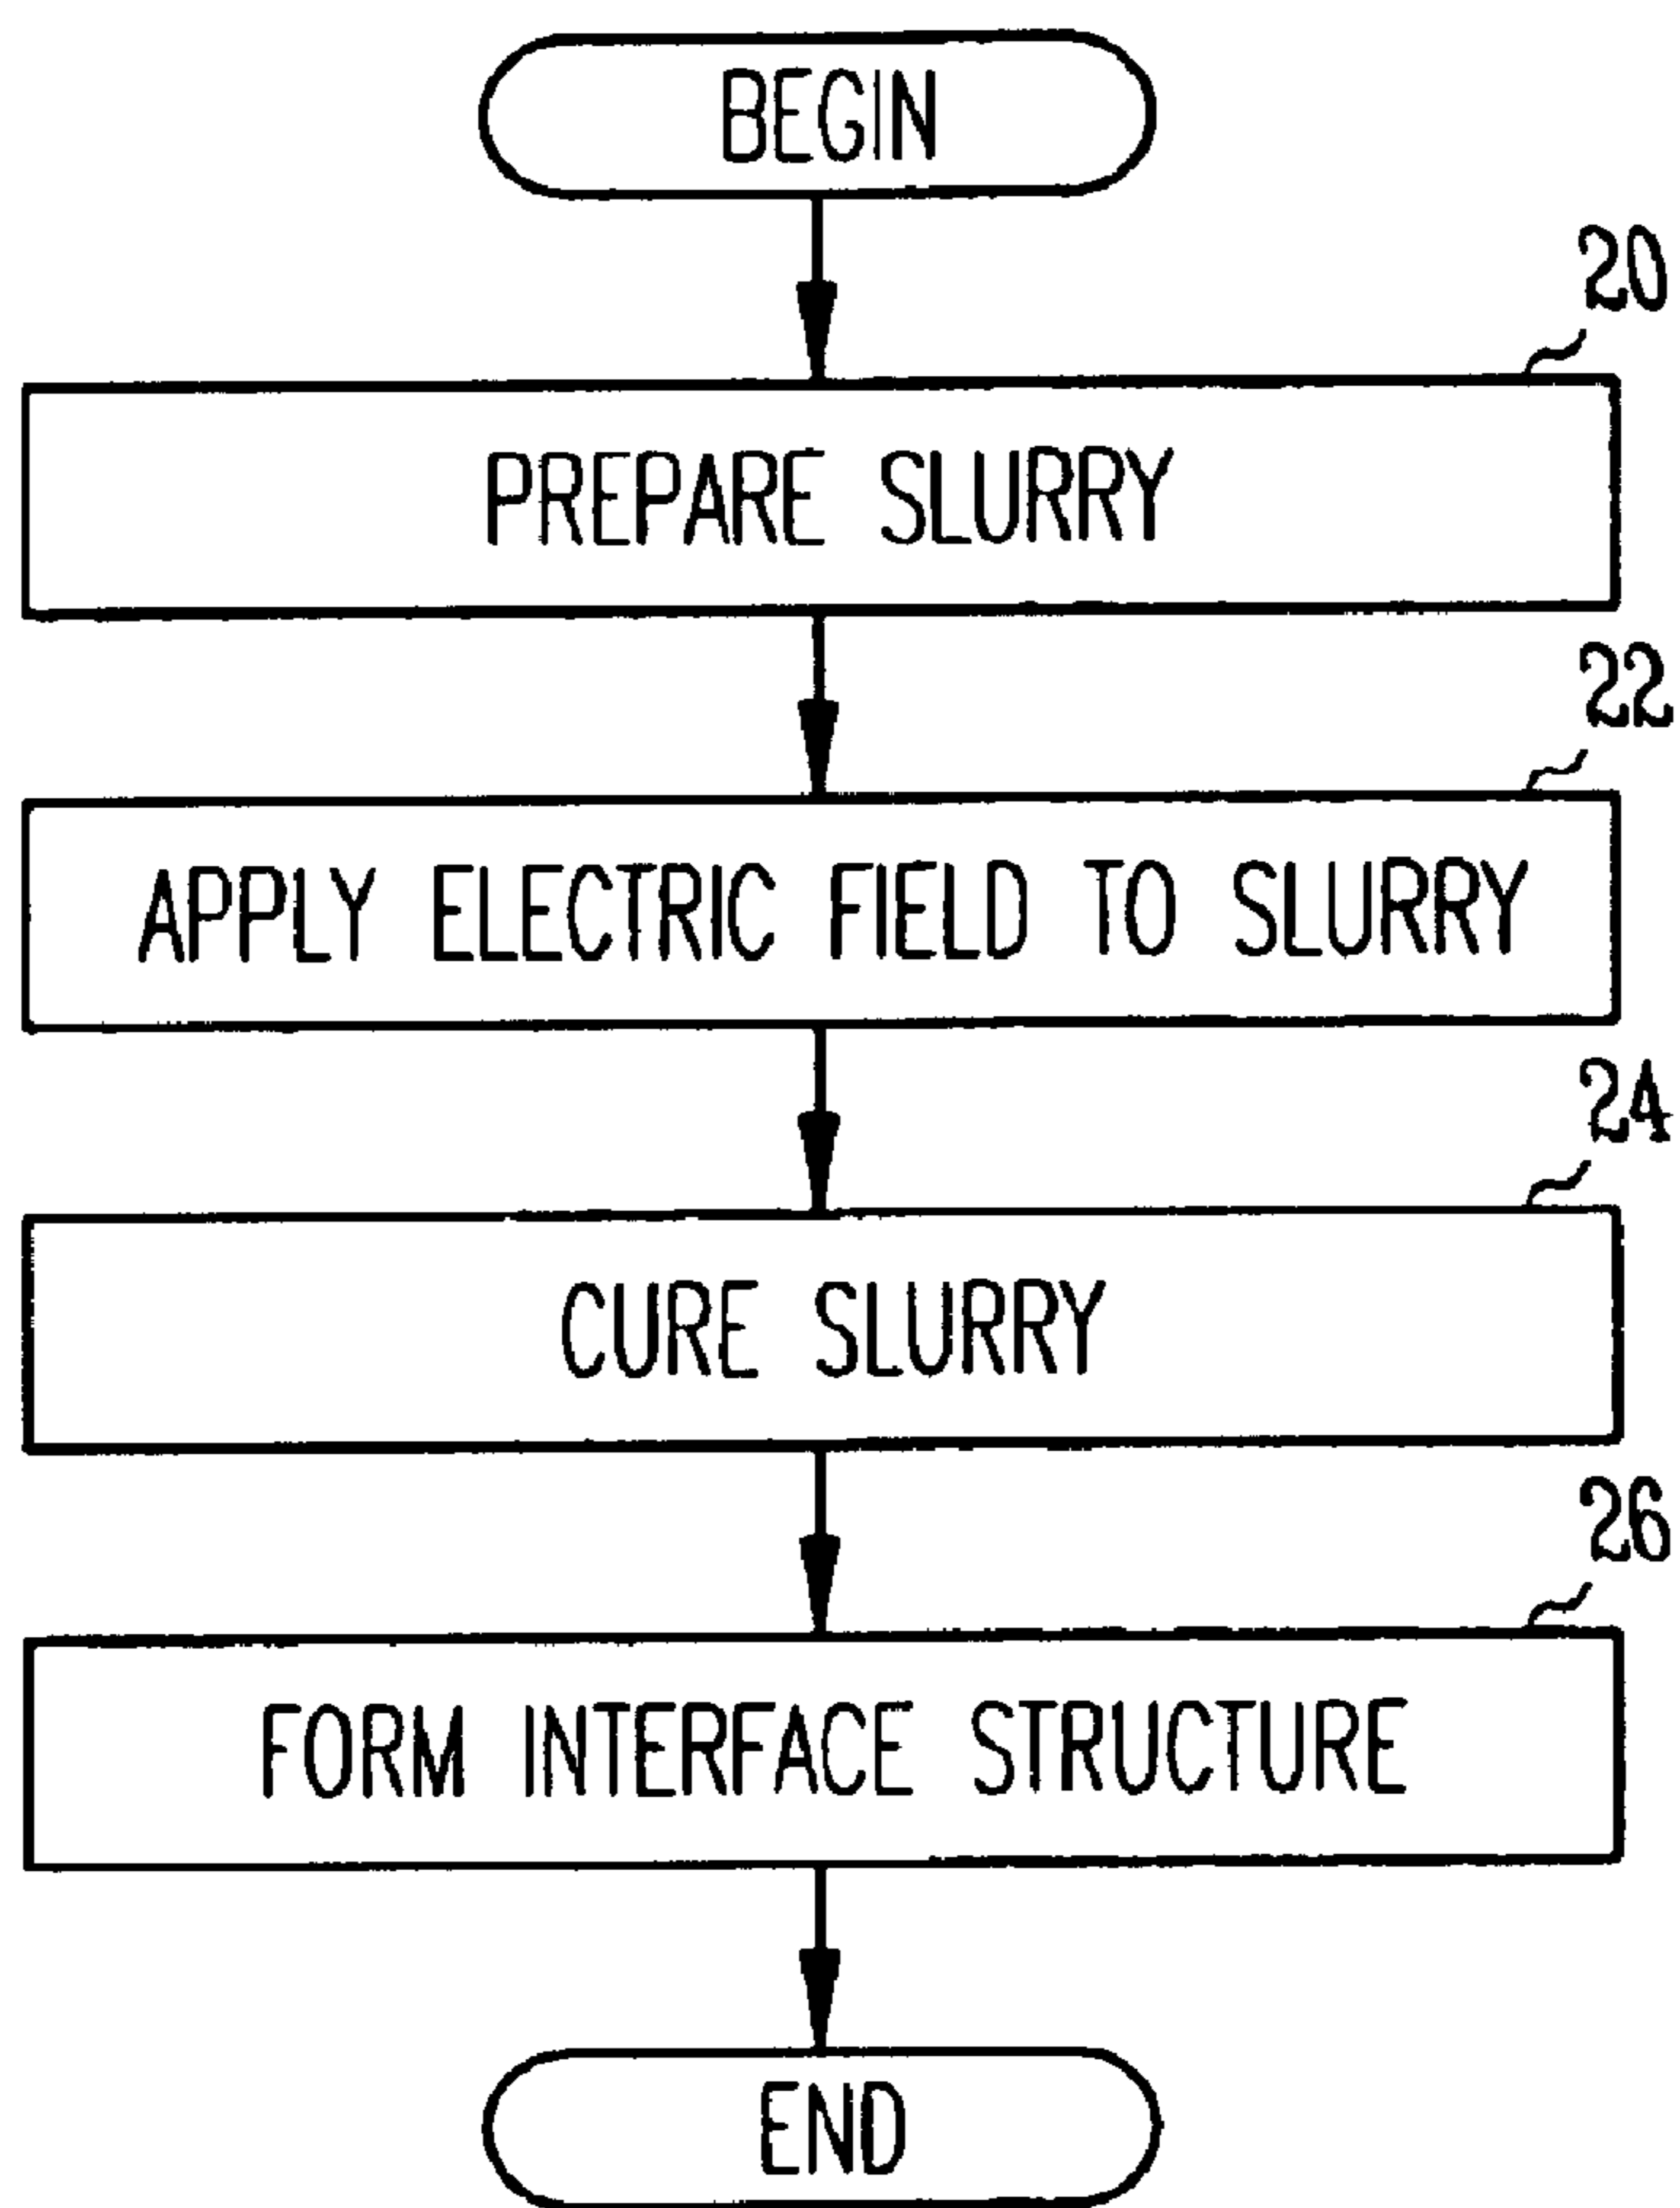 BEGIN
20
PREPARE SLURRY
22
APPLY ELECTRIC FIELD TO SLURRY
24
CURE SLURRY
26
FORM INTERFACE STRUCTURE
END